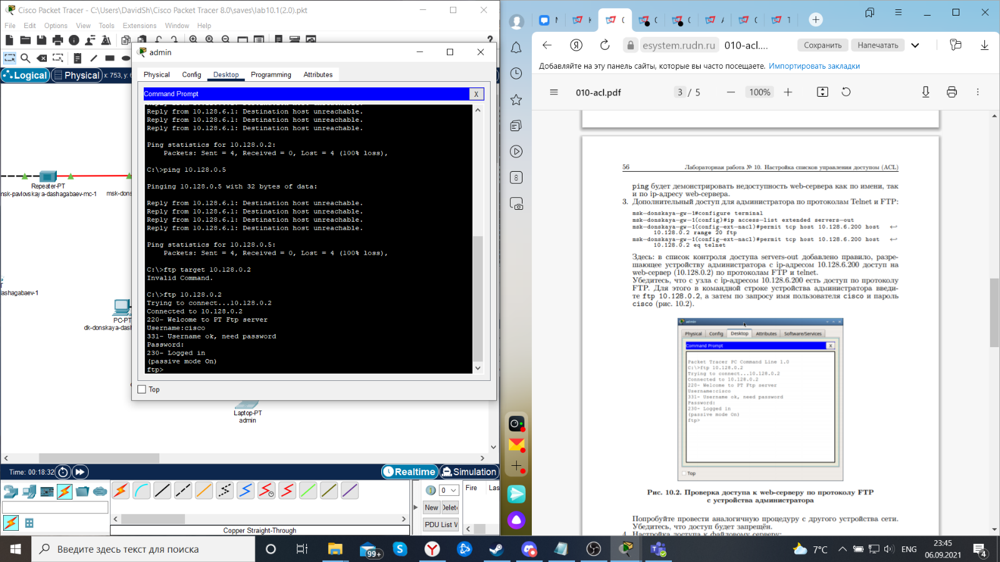 Cisco Packet Tracer - C:\Users\DavidSh\Cisco Packet Tracer 8.0\saves\lab10.1(2.0).pkt
File Edit Options View Tools Extensions Window Help
Logical
Physical
x: 753, y:
Repeater-PT
msk-pavlovskaya-dashagabaev-mc-1
msk-dons
ashagabaev-1
PC-PT
dk-donskaya-dash
Laptop-PT
admin
admin
Physical Config Desktop Programming Attributes
Command Prompt
X
Reply from 10.128.6.1: Destination host unreachable.
Reply from 10.128.6.1: Destination host unreachable.
Reply from 10.128.6.1: Destination host unreachable.
Reply from 10.128.6.1: Destination host unreachable.
Ping statistics for 10.128.0.2:
Packets: Sent = 4, Received = 0, Lost = 4 (100% loss),
C:\>ping 10.128.0.5
Pinging 10.128.0.5 with 32 bytes of data:
Reply from 10.128.6.1: Destination host unreachable.
Reply from 10.128.6.1: Destination host unreachable.
Reply from 10.128.6.1: Destination host unreachable.
Reply from 10.128.6.1: Destination host unreachable.
Ping statistics for 10.128.0.5:
Packets: Sent = 4, Received = 0, Lost = 4 (100% loss),
C:\>ftp target 10.128.0.2
Invalid Command.
C:\>ftp 10.128.0.2
Trying to connect...10.128.0.2
Connected to 10.128.0.2
220- Welcome to PT Ftp server
Username:cisco
331- Username ok, need password
Password:
230- Logged in
(passive mode On)
ftp>
Top
Time: 00:18:32
Realtime
Simulation
0
Fire
Las
New
Delete
PDU List W
Copper Straight-Through
esystem.rudn.ru
010-acl....
Сохранить
Напечатать
Добавляйте на эту панель сайты, которые вы часто посещаете. Импортировать закладки
010-acl.pdf
3 / 5
100%
8
56
Лабораторная работа № 10. Настройка списков управления доступом (ACL)
ping будет демонстрировать недоступность web-сервера как по имени, так
и по ip-адресу web-сервера.
3. Дополнительный доступ для администратора по протоколам Telnet и FTP:
msk-donskaya-gw-1#configure terminal
msk-donskaya-gw-1(config)#ip access-list extended servers-out
msk-donskaya-gw-1(config-ext-nacl)#permit tcp host 10.128.6.200 host ↩
10.128.0.2 range 20 ftp
msk-donskaya-gw-1(config-ext-nacl)#permit tcp host 10.128.6.200 host ↩
10.128.0.2 eq telnet
Здесь: в список контроля доступа servers-out добавлено правило, разре-
шающее устройству администратора с ip-адресом 10.128.6.200 доступ на
web-сервер (10.128.0.2) по протоколам FTP и telnet.
Убедитесь, что с узла с ip-адресом 10.128.6.200 есть доступ по протоколу
FTP. Для этого в командной строке устройства администратора введи-
те ftp 10.128.0.2, а затем по запросу имя пользователя cisco и пароль
cisco (рис. 10.2).
admin
Physical Config Desktop Attributes Software/Services
Command Prompt
X
Packet Tracer PC Command Line 1.0
C:\>ftp 10.128.0.2
Trying to connect...10.128.0.2
Connected to 10.128.0.2
220- Welcome to PT Ftp server
Username:cisco
331- Username ok, need password
Password:
230- Logged in
(passive mode On)
ftp>
Top
Рис. 10.2. Проверка доступа к web-серверу по протоколу FTP
с устройства администратора
Попробуйте провести аналогичную процедуру с другого устройства сети.
Убедитесь, что доступ будет запрещён.
4. Настройка доступа к файловому серверу:
Введите здесь текст для поиска
99+
7°C
ENG
23:45
06.09.2021
4